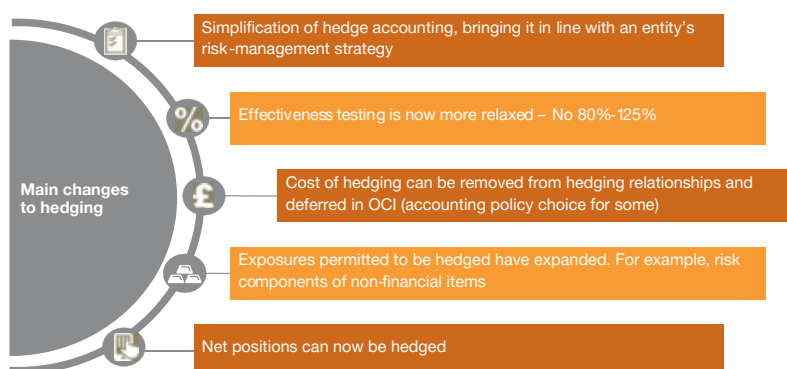 Simplification of hedge accounting, bringing it in line with an entity's
risk-management strategy
%
Effectiveness testing is now more relaxed – No 80%-125%
Main changes
to hedging
£
Cost of hedging can be removed from hedging relationships and
deferred in OCI (accounting policy choice for some)
Exposures permitted to be hedged have expanded. For example, risk
components of non-financial items
Net positions can now be hedged